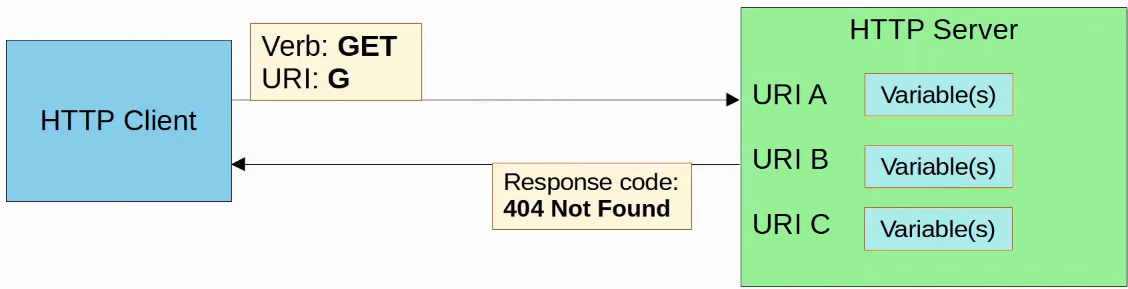 HTTP Client
Verb: GET
URI: G
Response code:
404 Not Found
HTTP Server
URI A
Variable(s)
URI B
Variable(s)
URI C
Variable(s)